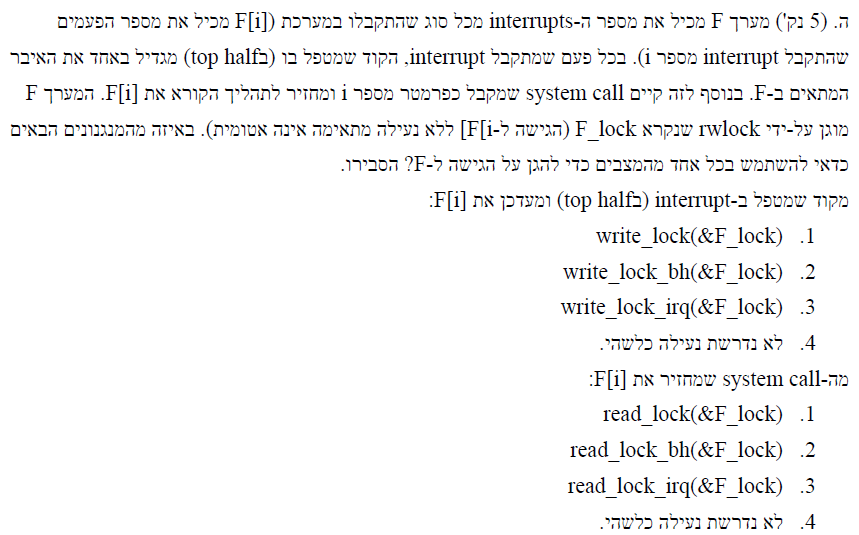 ה. (5 נק') מערך F מכיל את מספר ה-interrupts מכל סוג שהתקבלו במערכת (F[i] מכיל את מספר הפעמים
שהתקבל interrupt מספר i). בכל פעם שמתקבל interrupt, הקוד שמטפל בו (בtop half) מגדיל באחד את האיבר
המתאים ב-F. בנוסף לזה קיים system call שמקבל כפרמטר מספר i ומחזיר לתהליך הקורא את F[i]. המערך F
מוגן על-ידי rwlock שנקרא F_lock (הגישה ל-F[i] ללא נעילה מתאימה אינה אטומית). באיזה מהמנגנונים הבאים
כדאי להשתמש בכל אחד מהמצבים כדי להגן על הגישה ל-F? הסבירו.
מקוד שמטפל ב-interrupt (בtop half) ומעדכן את F[i]:
1. write_lock(&F_lock)
2. write_lock_bh(&F_lock)
3. write_lock_irq(&F_lock)
4. לא נדרשת נעילה כלשהי.
מה-system call שמחזיר את F[i]:
1. read_lock(&F_lock)
2. read_lock_bh(&F_lock)
3. read_lock_irq(&F_lock)
4. לא נדרשת נעילה כלשהי.